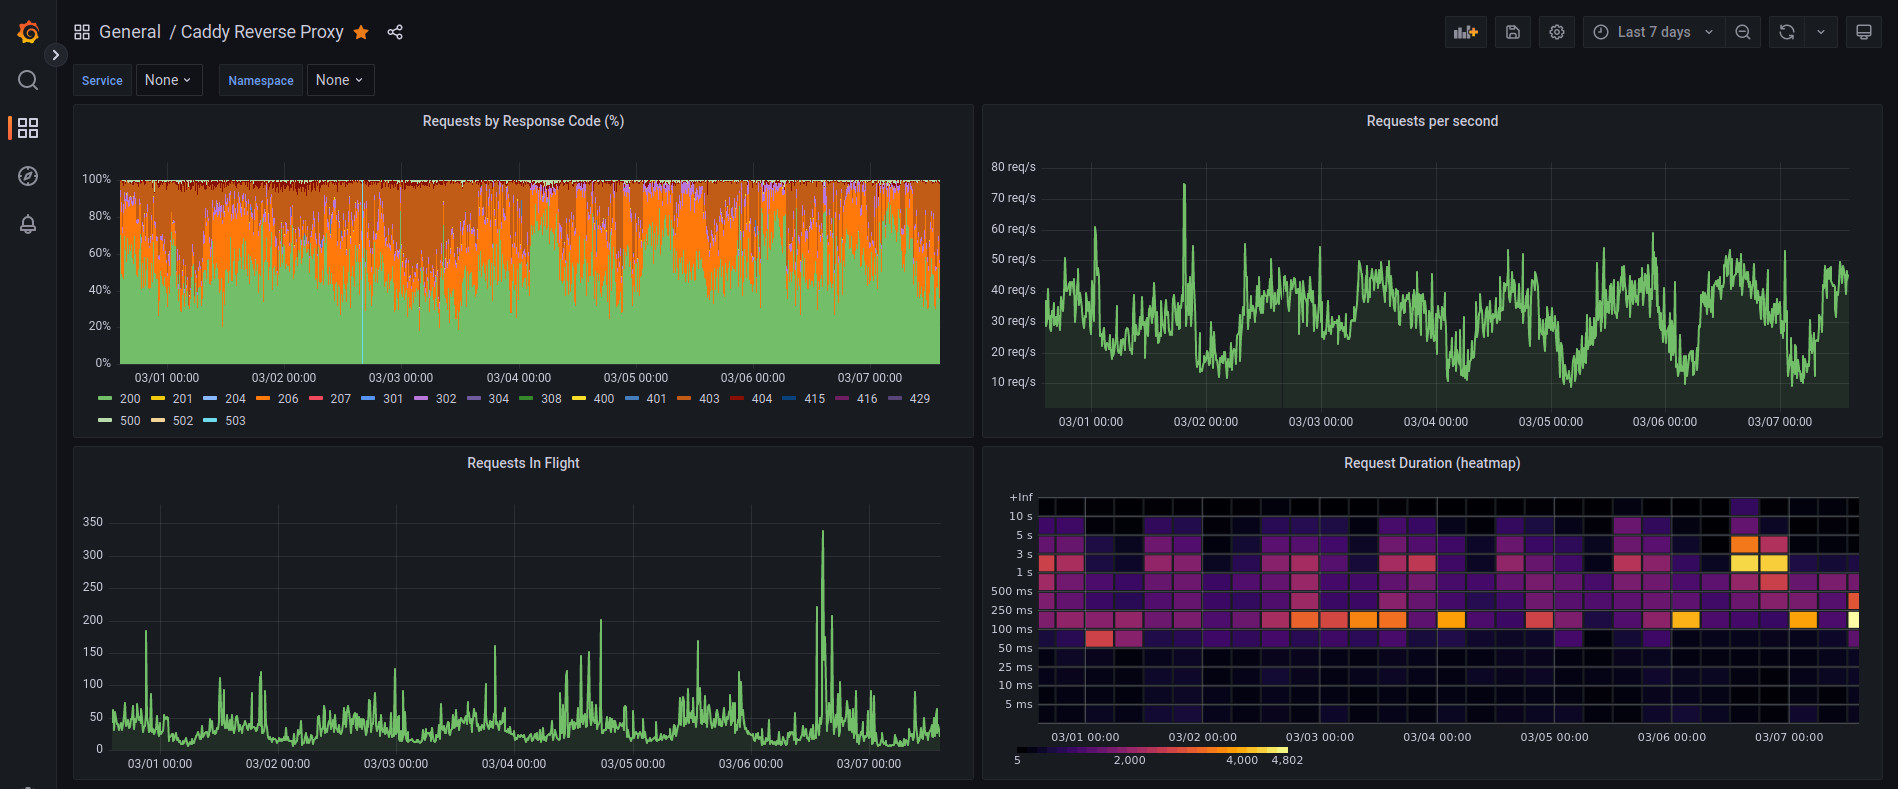 General / Caddy Reverse Proxy
Last 7 days
Service None Namespace None
Requests by Response Code (%)
100%
80%
60%
40%
20%
0%
03/01 00:00 03/02 00:00 03/03 00:00 03/04 00:00 03/05 00:00 03/06 00:00 03/07 00:00
200 201 204 206 207 301 302 304 308 400 401 403 404 415 416 429
500 502 503
Requests per second
80 req/s
70 req/s
60 req/s
50 req/s
40 req/s
30 req/s
20 req/s
10 req/s
03/01 00:00 03/02 00:00 03/03 00:00 03/04 00:00 03/05 00:00 03/06 00:00 03/07 00:00
Requests In Flight
350
300
250
200
150
100
50
0
03/01 00:00 03/02 00:00 03/03 00:00 03/04 00:00 03/05 00:00 03/06 00:00 03/07 00:00
Request Duration (heatmap)
+Inf
10 s
5 s
3 s
1 s
500 ms
250 ms
100 ms
50 ms
25 ms
10 ms
5 ms
03/01 00:00 03/02 00:00 03/03 00:00 03/04 00:00 03/05 00:00 03/06 00:00 03/07 00:00
5 2,000 4,000 4,802